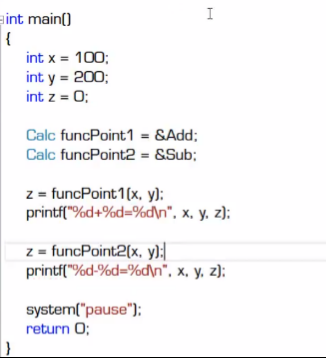 int main()
{
int x = 100;
int y = 200;
int z = 0;
Calc funcPoint1 = &Add;
Calc funcPoint2 = &Sub;
z = funcPoint1(x, y);
printf("%d+%d=%d\n", x, y, z);
z = funcPoint2(x, y);
printf("%d-%d=%d\n", x, y, z);
system("pause");
return 0;
}